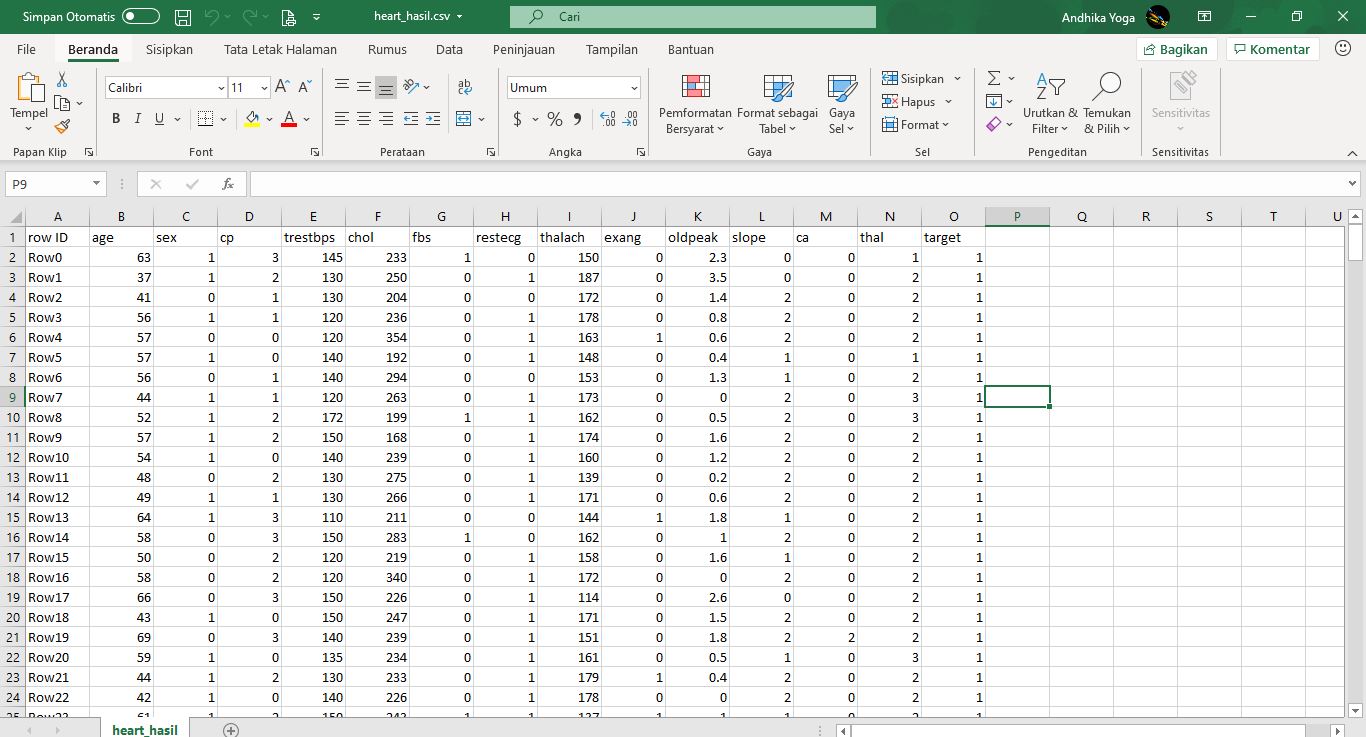 Simpan Otomatis heart_hasil.csv Cari Andhika Yoga
File Beranda Sisipkan Tata Letak Halaman Rumus Data Peninjauan Tampilan Bantuan Bagikan Komentar
Tempel Calibri 11 Umum Pemformatan Bersyarat Format sebagai Tabel Gaya Sel Sisipkan Hapus Format Urutkan & Filter Temukan & Pilih Sensitivitas
Papan Klip Font Perataan Angka Gaya Sel Pengeditan Sensitivitas
P9 fx
A B C D E F G H I J K L M N O P Q R S T U
1 row ID age sex cp trestbps chol fbs restecg thalach exang oldpeak slope ca thal target
2 Row0 63 1 3 145 233 1 0 150 0 2.3 0 0 1 1
3 Row1 37 1 2 130 250 0 1 187 0 3.5 0 0 2 1
4 Row2 41 0 1 130 204 0 0 172 0 1.4 2 0 2 1
5 Row3 56 1 1 120 236 0 1 178 0 0.8 2 0 2 1
6 Row4 57 0 0 120 354 0 1 163 1 0.6 2 0 2 1
7 Row5 57 1 0 140 192 0 1 148 0 0.4 1 0 1 1
8 Row6 56 0 1 140 294 0 0 153 0 1.3 1 0 2 1
9 Row7 44 1 1 120 263 0 1 173 0 0 2 0 3 1
10 Row8 52 1 2 172 199 1 1 162 0 0.5 2 0 3 1
11 Row9 57 1 2 150 168 0 1 174 0 1.6 2 0 2 1
12 Row10 54 1 0 140 239 0 1 160 0 1.2 2 0 2 1
13 Row11 48 0 2 130 275 0 1 139 0 0.2 2 0 2 1
14 Row12 49 1 1 130 266 0 1 171 0 0.6 2 0 2 1
15 Row13 64 1 3 110 211 0 0 144 1 1.8 1 0 2 1
16 Row14 58 0 3 150 283 1 0 162 0 1 2 0 2 1
17 Row15 50 0 2 120 219 0 1 158 0 1.6 1 0 2 1
18 Row16 58 0 2 120 340 0 1 172 0 0 2 0 2 1
19 Row17 66 0 3 150 226 0 1 114 0 2.6 0 0 2 1
20 Row18 43 1 0 150 247 0 1 171 0 1.5 2 0 2 1
21 Row19 69 0 3 140 239 0 1 151 0 1.8 2 2 2 1
22 Row20 59 1 0 135 234 0 1 161 0 0.5 1 0 3 1
23 Row21 44 1 2 130 233 0 1 179 1 0.4 2 0 2 1
24 Row22 42 1 0 140 226 0 1 178 0 0 2 0 2 1
heart_hasil